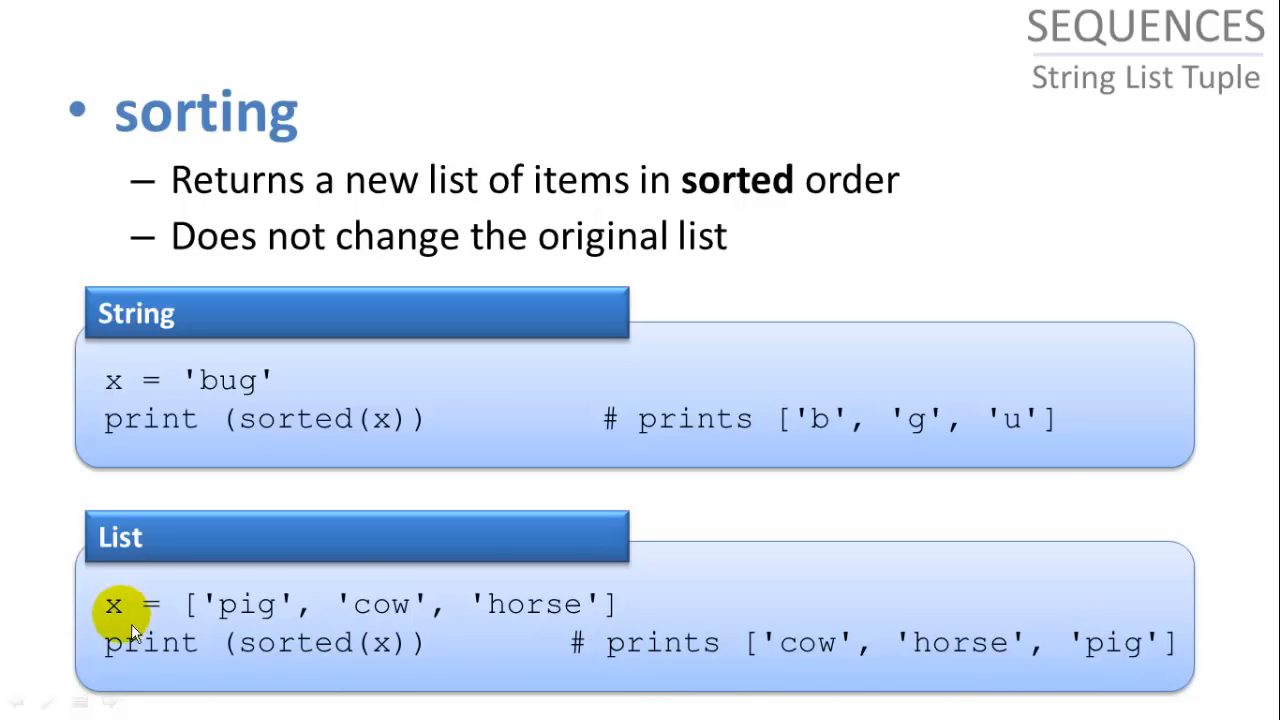 SEQUENCES
String List Tuple
• sorting
– Returns a new list of items in sorted order
– Does not change the original list
String
x = 'bug'
print (sorted(x)) # prints ['b', 'g', 'u']
List
x = ['pig', 'cow', 'horse']
print (sorted(x)) # prints ['cow', 'horse', 'pig']